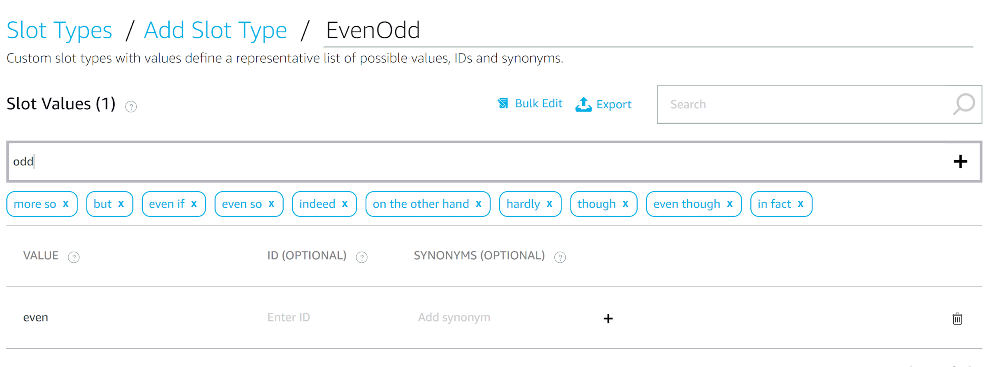 Slot Types / Add Slot Type / EvenOdd
Custom slot types with values define a representative list of possible values, IDs and synonyms.
Slot Values (1) ? Bulk Edit Export Search
odd +
more so x but x even if x even so x indeed x on the other hand x hardly x though x even though x in fact x
VALUE ? ID (OPTIONAL) ? SYNONYMS (OPTIONAL) ?
even Enter ID Add synonym +